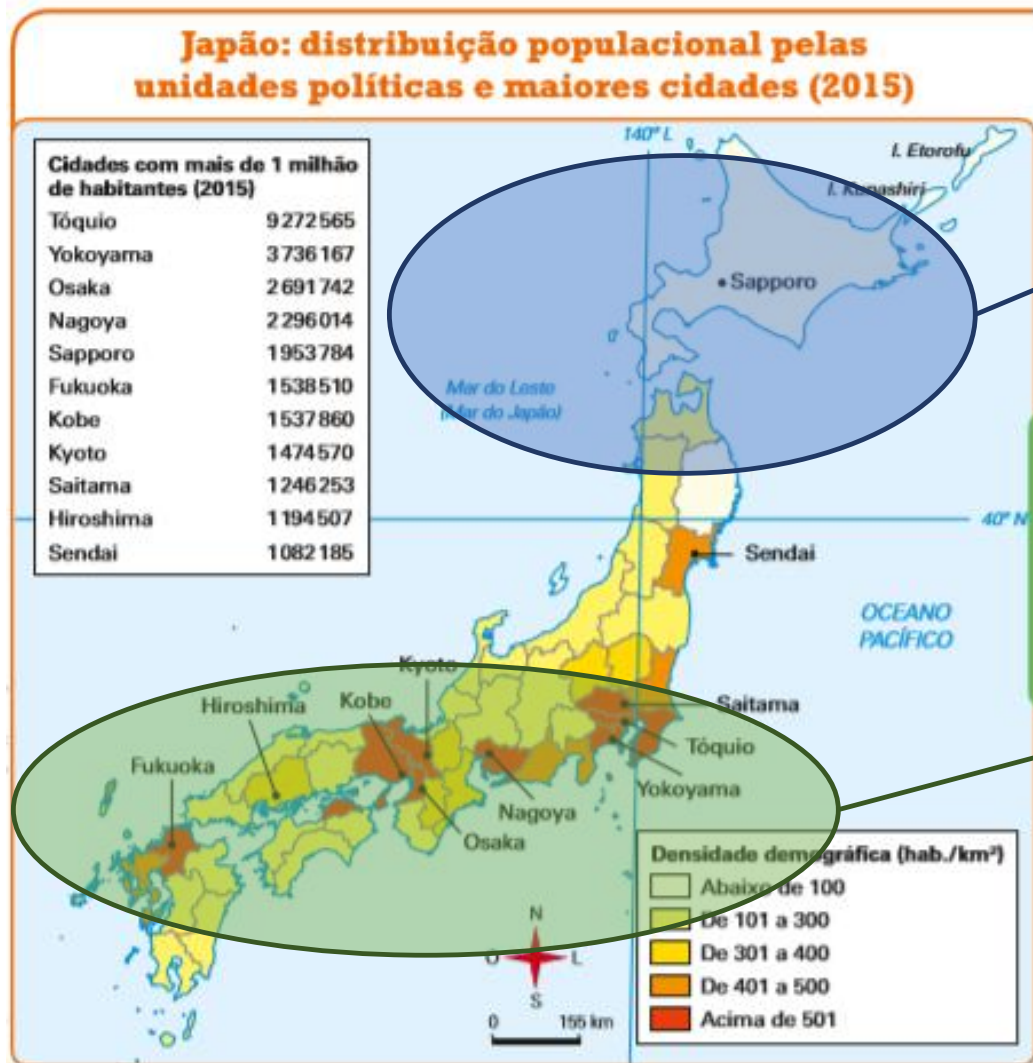 Japão: distribuição populacional pelas
unidades políticas e maiores cidades (2015)
Cidades com mais de 1 milhão
de habitantes (2015)
Tóquio 9 272 565
Yokoyama 3 736 167
Osaka 2 691 742
Nagoya 2 296 014
Sapporo 1 953 784
Fukuoka 1 538 510
Kobe 1 537 860
Kyoto 1 474 570
Saitama 1 246 253
Hiroshima 1 194 507
Sendai 1 082 185
140° L
I. Etorofu
I. Kunashiri
Sapporo
Mar do Leste
(Mar do Japão)
40° N
Sendai
OCEANO
PACÍFICO
Kyoto
Kobe
Hiroshima
Fukuoka
Saitama
Tóquio
Yokoyama
Nagoya
Osaka
Densidade demográfica (hab./km²)
Abaixo de 100
De 101 a 300
De 301 a 400
De 401 a 500
Acima de 501
N
O L
S
0 155 km